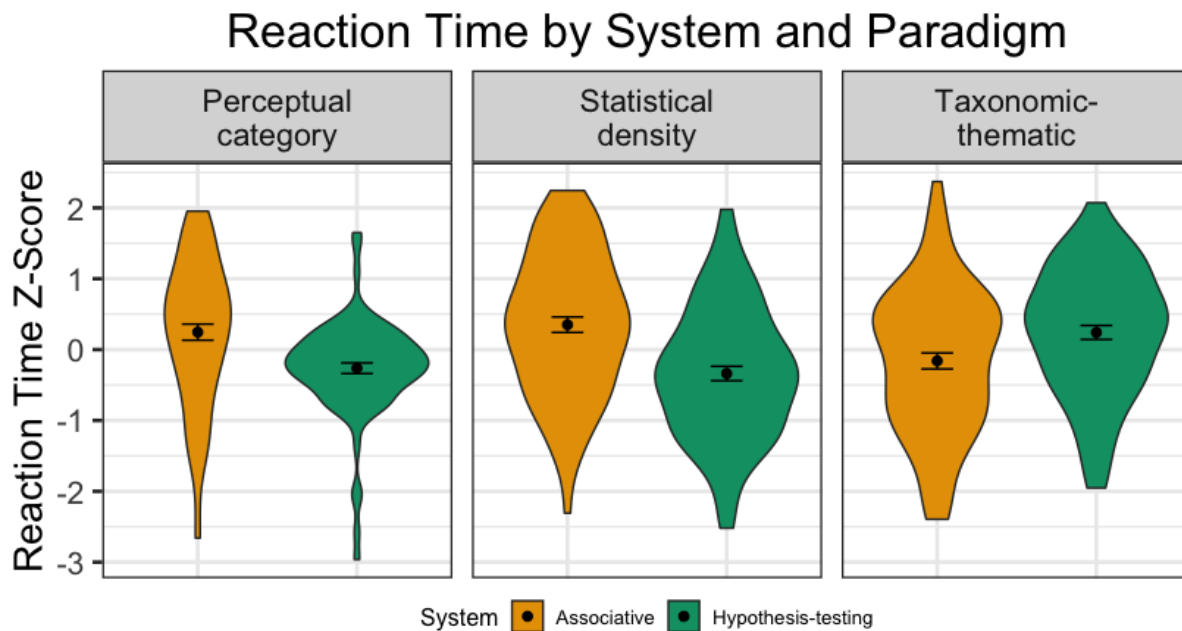 Reaction Time by System and Paradigm
Perceptual
category
Statistical
density
Taxonomic-
thematic
Reaction Time Z-Score
2
1
0
-1
-2
-3
System
Associative
Hypothesis-testing